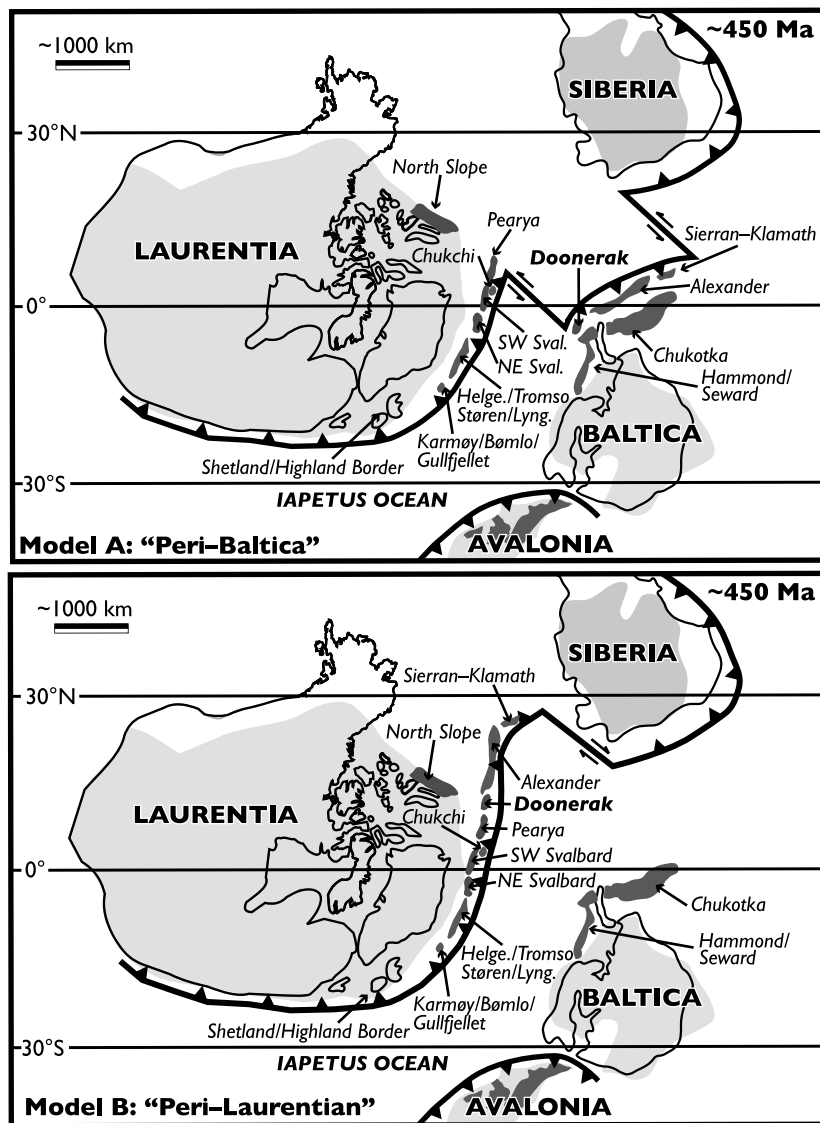 ~1000 km
~450 Ma
SIBERIA
30°N
North Slope
Pearya
Sierran–Klamath
LAURENTIA
Chukchi
Doonerak
Alexander
0°
SW Sval.
NE Sval.
Chukotka
Helge./Tromso
Støren/Lyng.
Hammond/
Seward
Karmøy/Bømlo/
Gullfjellet
BALTICA
Shetland/Highland Border
30°S
IAPETUS OCEAN
AVALONIA
Model A: “Peri–Baltica”
~1000 km
~450 Ma
SIBERIA
Sierran–Klamath
30°N
North Slope
Alexander
Doonerak
LAURENTIA
Chukchi
Pearya
SW Svalbard
0°
NE Svalbard
Chukotka
Helge./Tromso
Støren/Lyng.
Hammond/
Seward
Karmøy/Bømlo/
Gullfjellet
BALTICA
Shetland/Highland Border
30°S
IAPETUS OCEAN
AVALONIA
Model B: “Peri–Laurentian”